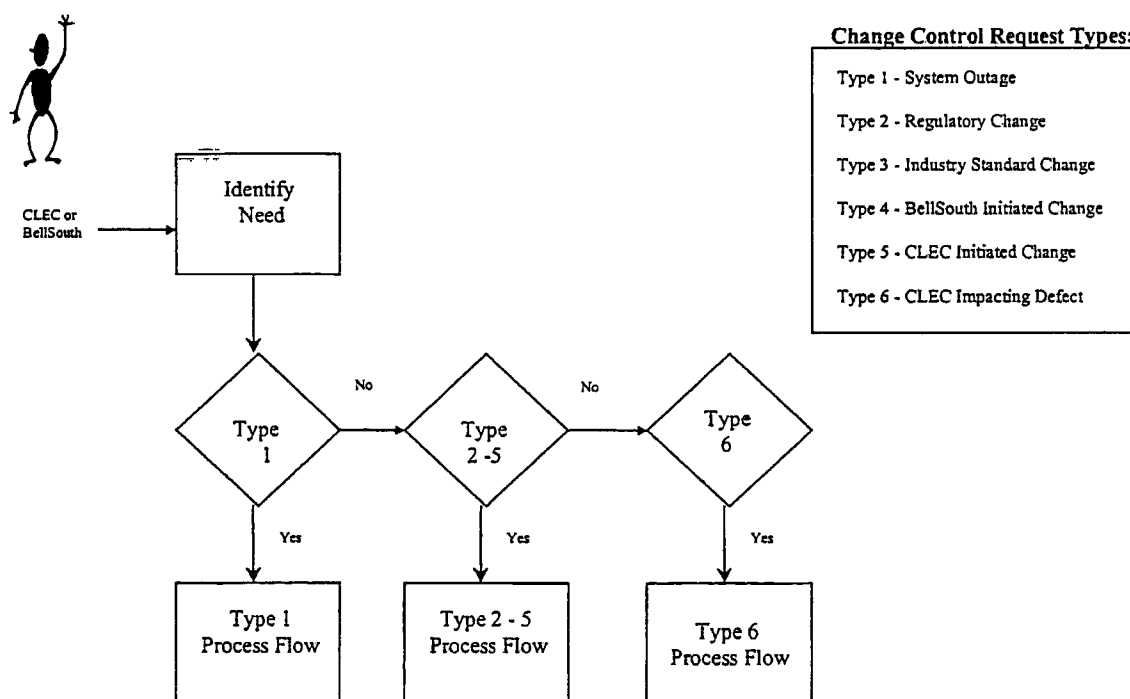 Change Control Request Types:
Type 1 - System Outage
Type 2 - Regulatory Change
Type 3 - Industry Standard Change
Type 4 - BellSouth Initiated Change
Type 5 - CLEC Initiated Change
Type 6 - CLEC Impacting Defect
CLEC or
BellSouth
Identify
Need
Type
1
No
Type
2 -5
No
Type
6
Yes
Yes
Yes
Type 1
Process Flow
Type 2 - 5
Process Flow
Type 6
Process Flow